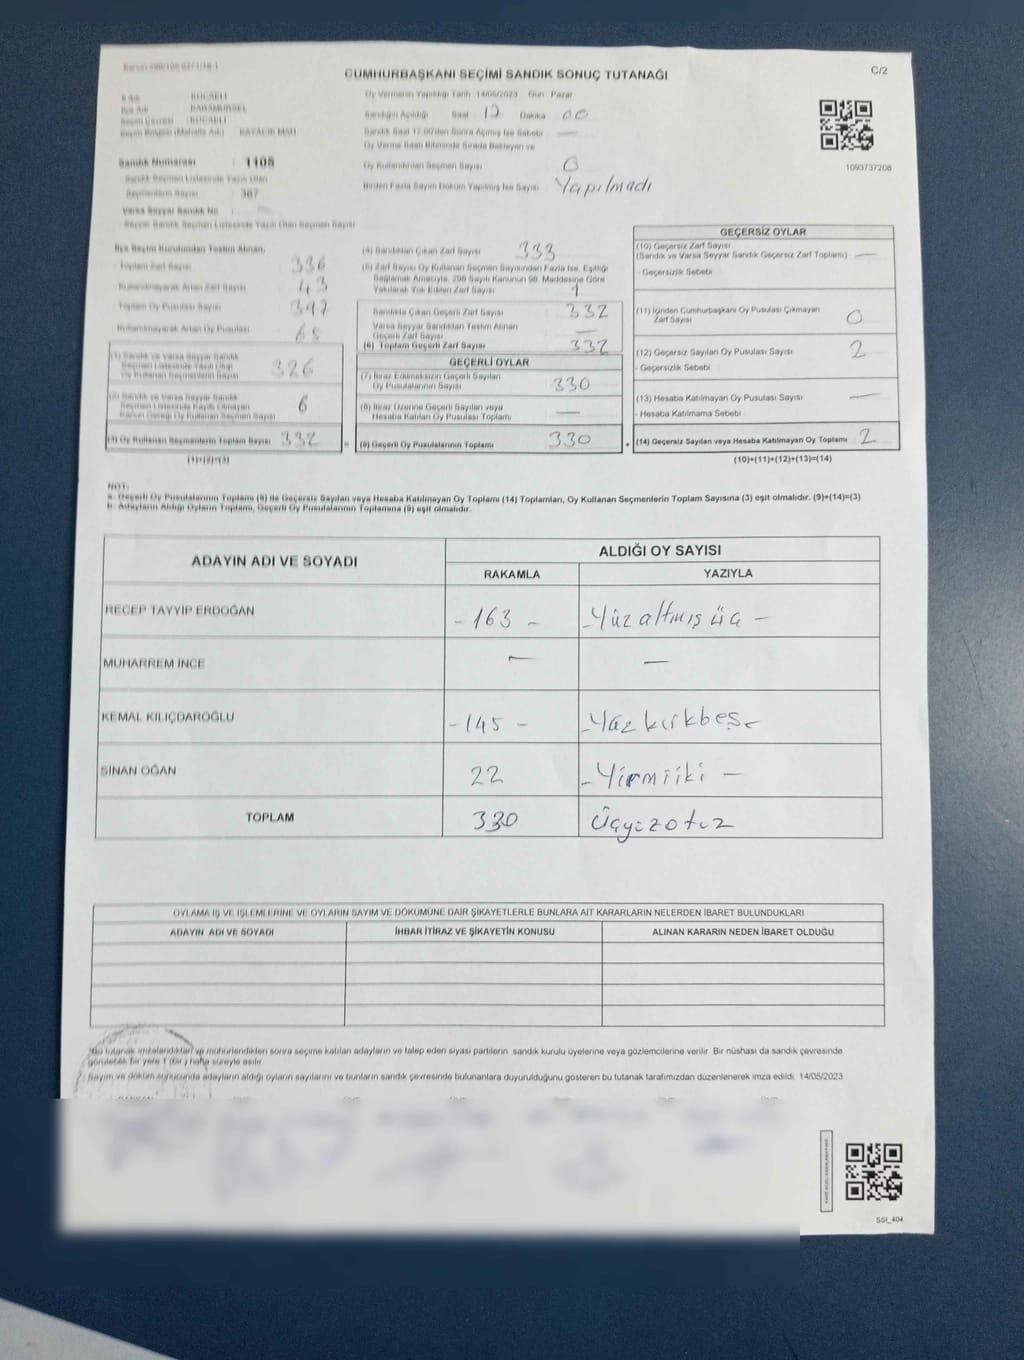 CUMHURBAŞKANI SEÇİMİ SANDIK SONUÇ TUTANAĞI
C/2
İli Adı : KOCAELİ
İlçe Adı : KARAMÜRSEL
Seçim Çevresi : KOCAELİ
Seçim Bölgesi (Mahalle Adı) : KAYACIK MAH
Sandık Numarası : 1105
Sandık Seçmen Listesinde Yazılı Olan
Seçmenlerin Sayısı : 367
Varsa Seyyar Sandık No
Seyyar Sandık Seçmen Listesinde Yazılı Olan Seçmen Sayısı
Oy Vermenin Yapıldığı Tarih 14/05/2023 Gün : Pazar
Sandığın Açıldığı Saat 17 Dakika 00
Sandık Saat 17.00'den Sonra Açılmış İse Sebebi —
Oy Verme Saati Bitiminde Sırada Bekleyen ve
Oy Kullandırılan Seçmen Sayısı 0
Birden Fazla Sayım Döküm Yapılmış İse Sayısı Yapılmadı
1093737208
İlçe Seçim Kurulundan Teslim Alınan;
Toplam Zarf Sayısı
Kullanılmayarak Artan Zarf Sayısı 43
Toplam Oy Pusulası Sayısı 397
Kullanılmayarak Artan Oy Pusulası 65
(1) Sandık ve Varsa Seyyar Sandık
Seçmen Listesinde Yazılı Olup
Oy Kullanan Seçmenlerin Sayısı 326
(2) Sandık ve Varsa Seyyar Sandık
Seçmen Listesinde Kayıtlı Olmayan
Kanun Gereği Oy Kullanan Seçmen Sayısı 6
(3) Oy Kullanan Seçmenlerin Toplam Sayısı 332 =
(1)+(2)=(3)
(4) Sandıktan Çıkan Zarf Sayısı 333
(5) Zarf Sayısı Oy Kullanan Seçmen Sayısından Fazla İse, Eşitliği
Sağlamak Amacıyla, 298 Sayılı Kanunun 98. Maddesine Göre
Yakılarak Yok Edilen Zarf Sayısı 1
Sandıkta Çıkan Geçerli Zarf Sayısı 332
Varsa Seyyar Sandıktan Teslim Alınan
Geçerli Zarf Sayısı —
(6) Toplam Geçerli Zarf Sayısı 332
GEÇERLİ OYLAR
(7) İtiraz Edilmeksizin Geçerli Sayılan
Oy Pusulalarının Sayısı 330
(8) İtiraz Üzerine Geçerli Sayılan veya
Hesaba Katılan Oy Pusulası Toplamı —
(9) Geçerli Oy Pusulalarının Toplamı 330 +
GEÇERSİZ OYLAR
(10) Geçersiz Zarf Sayısı
(Sandık ve Varsa Seyyar Sandık Geçersiz Zarf Toplamı) —
- Geçersizlik Sebebi
(11) İçinden Cumhurbaşkanı Oy Pusulası Çıkmayan
Zarf Sayısı 0
(12) Geçersiz Sayılan Oy Pusulası Sayısı 2
- Geçersizlik Sebebi
(13) Hesaba Katılmayan Oy Pusulası Sayısı —
- Hesaba Katılmama Sebebi
(14) Geçersiz Sayılan veya Hesaba Katılmayan Oy Toplamı 2
(10)+(11)+(12)+(13)=(14)
NOT:
a- Geçerli Oy Pusulalarının Toplamı (9) ile Geçersiz Sayılan veya Hesaba Katılmayan Oy Toplamı (14) Toplamları, Oy Kullanan Seçmenlerin Toplam Sayısına (3) eşit olmalıdır. (9)+(14)=(3)
b- Adayların Aldığı Oyların Toplamı, Geçerli Oy Pusulalarının Toplamına (9) eşit olmalıdır.
ADAYIN ADI VE SOYADI
ALDIĞI OY SAYISI
RAKAMLA YAZIYLA
RECEP TAYYİP ERDOĞAN -163- -Yüzaltmışüç-
MUHARREM İNCE — —
KEMAL KILIÇDAROĞLU -145- -Yüzkırkbeş-
SİNAN OĞAN 22 -Yirmiiki-
TOPLAM 330 Üçyüzotuz
OYLAMA İŞ VE İŞLEMLERİNE VE OYLARIN SAYIM VE DÖKÜMÜNE DAİR ŞİKAYETLERLE BUNLARA AİT KARARLARIN NELERDEN İBARET BULUNDUKLARI
ADAYIN ADI VE SOYADI İHBAR İTİRAZ VE ŞİKAYETİN KONUSU ALINAN KARARIN NEDEN İBARET OLDUĞU
Bu tutanak imzalandıktan ve mühürlendikten sonra seçime katılan adayların ve talep eden siyasi partilerin sandık kurulu üyelerine veya gözlemcilerine verilir. Bir nüshası da sandık çevresinde
görülebilir bir yere 1 (bir) hafta süreyle asılır.
Sayım ve döküm sonucunda adayların aldığı oyların sayılarını ve bunların sandık çevresinde bulunanlara duyurulduğunu gösteren bu tutanak tarafımızdan düzenlenerek imza edildi. 14/05/2023
SSI_404